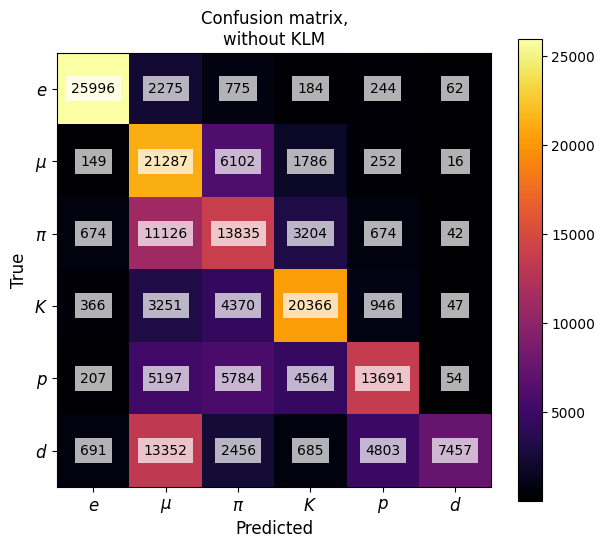 Confusion matrix,
without KLM
e 25996 2275 775 184 244 62
μ 149 21287 6102 1786 252 16
π 674 11126 13835 3204 674 42
K 366 3251 4370 20366 946 47
p 207 5197 5784 4564 13691 54
d 691 13352 2456 685 4803 7457
e μ π K p d
Predicted
True
25000
20000
15000
10000
5000